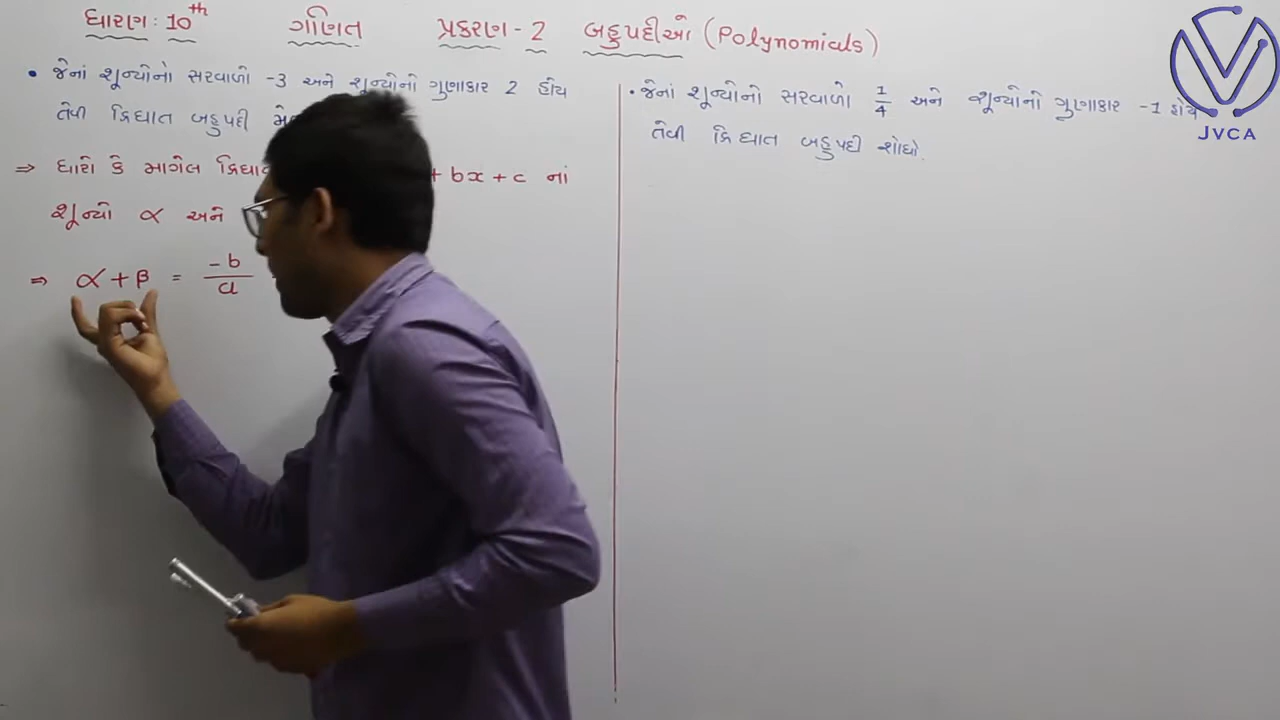 ધોરણ : 10th ગણિત પ્રકરણ - 2 બહુપદીઓ (Polynomials)
• જેનાં શૂન્યોનો સરવાળો -3 અને શૂન્યોનો ગુણાકાર 2 હોય
તેવી દ્વિઘાત બહુપદી
⇒ ધારો કે માગેલ + bx + c નાં
શૂન્યો α અને
⇒ α + β = -b/a
• જેનાં શૂન્યોનો સરવાળો 1/4 અને શૂન્યોનો ગુણાકાર -1 હોય
તેવી દ્વિઘાત બહુપદી શોધો.
JVCA